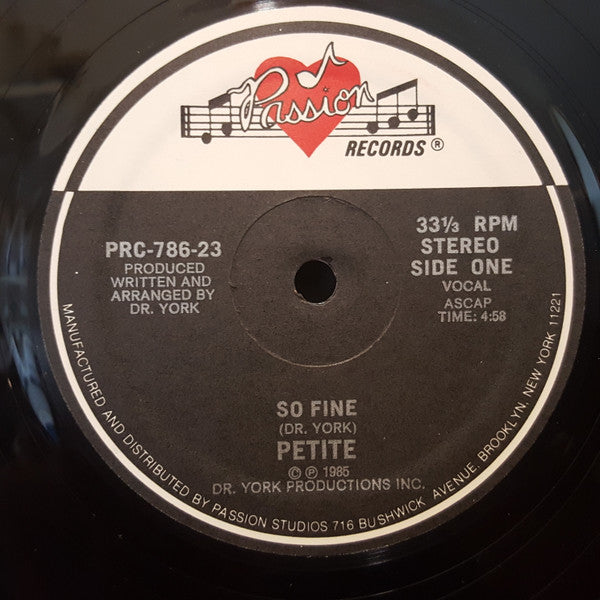 Passion
RECORDS®
PRC-786-23
PRODUCED
WRITTEN AND
ARRANGED BY
DR. YORK
33⅓ RPM
STEREO
SIDE ONE
VOCAL
ASCAP
TIME: 4:58
SO FINE
(DR. YORK)
PETITE
© ℗ 1985
DR. YORK PRODUCTIONS INC.
MANUFACTURED AND DISTRIBUTED BY PASSION STUDIOS 716 BUSHWICK AVENUE, BROOKLYN, NEW YORK 11221